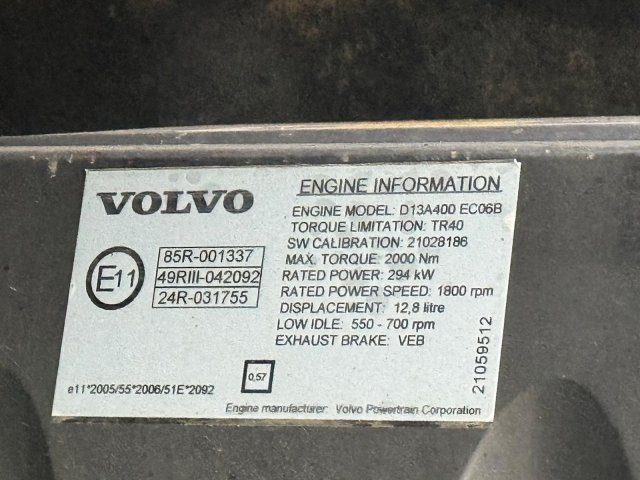 VOLVO
ENGINE INFORMATION
ENGINE MODEL: D13A400 EC06B
TORQUE LIMITATION: TR40
SW CALIBRATION: 21028186
MAX. TORQUE: 2000 Nm
RATED POWER: 294 kW
RATED POWER SPEED: 1800 rpm
DISPLACEMENT: 12,8 litre
LOW IDLE: 550 - 700 rpm
EXHAUST BRAKE: VEB
E11
85R-001337
49RIII-042092
24R-031755
21059512
0,57
e11*2005/55*2006/51E*2092
Engine manufacturer: Volvo Powertrain Corporation